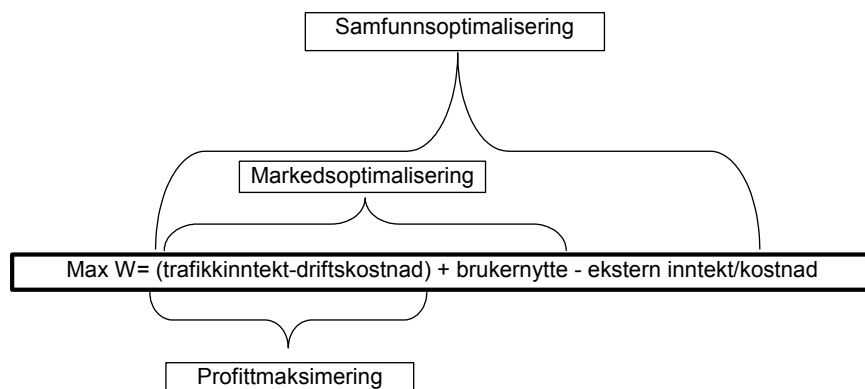 Samfunnsoptimalisering
Markedsoptimalisering
Max W= (trafikkinntekt-driftskostnad) + brukernytte - ekstern inntekt/kostnad
Profittmaksimering